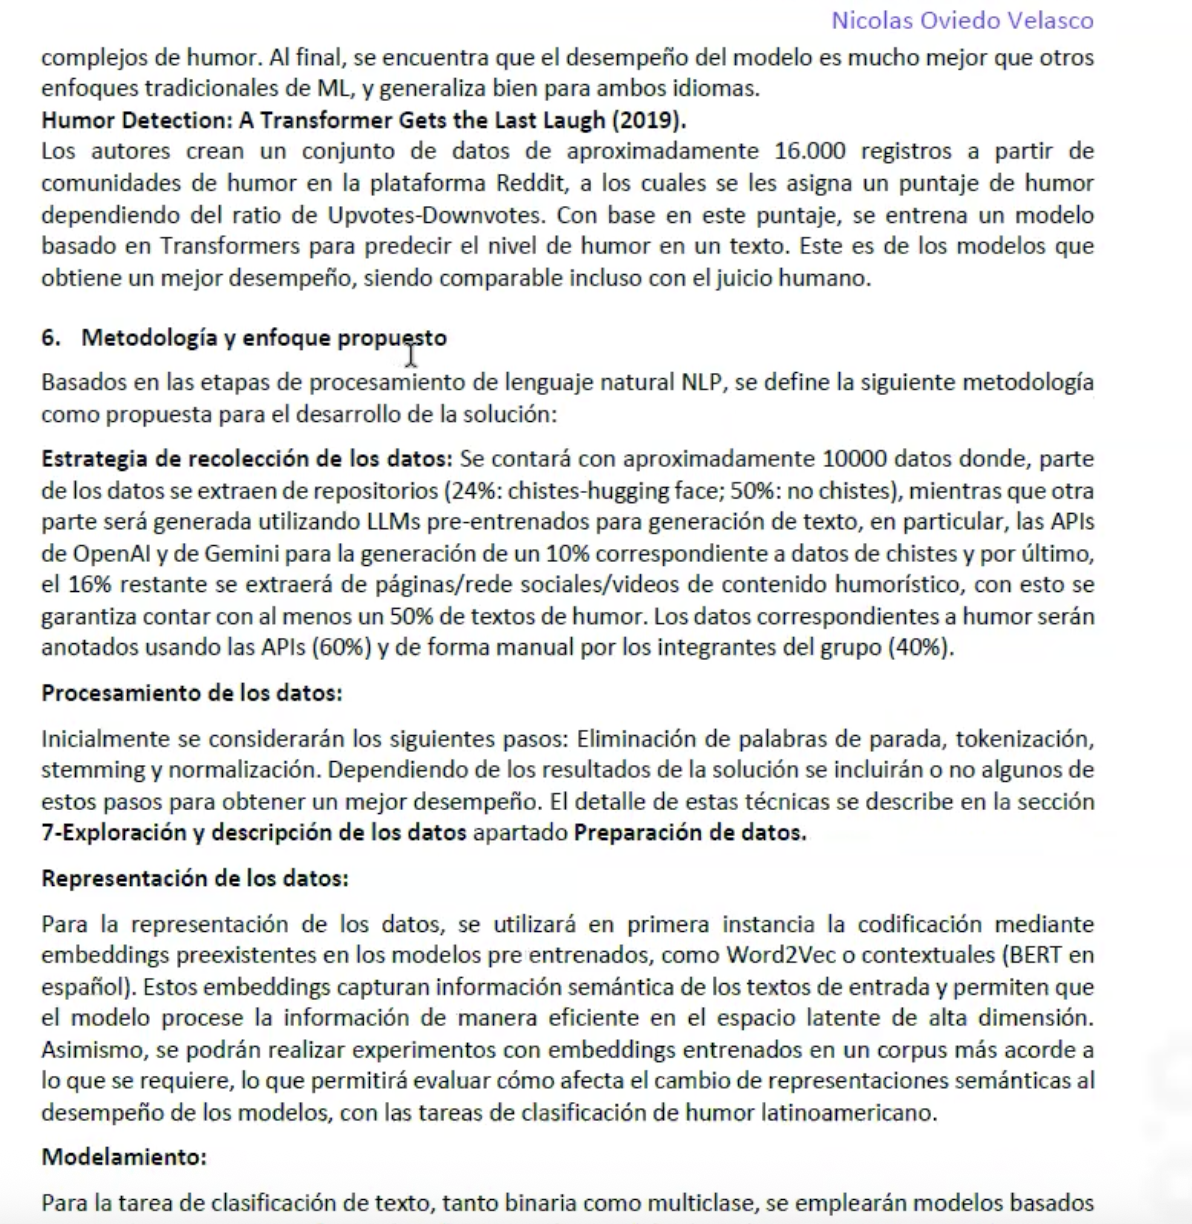 Nicolas Oviedo Velasco
complejos de humor. Al final, se encuentra que el desempeño del modelo es mucho mejor que otros
enfoques tradicionales de ML, y generaliza bien para ambos idiomas.
Humor Detection: A Transformer Gets the Last Laugh (2019).
Los autores crean un conjunto de datos de aproximadamente 16.000 registros a partir de
comunidades de humor en la plataforma Reddit, a los cuales se les asigna un puntaje de humor
dependiendo del ratio de Upvotes-Downvotes. Con base en este puntaje, se entrena un modelo
basado en Transformers para predecir el nivel de humor en un texto. Este es de los modelos que
obtiene un mejor desempeño, siendo comparable incluso con el juicio humano.
6. Metodología y enfoque propuesto
Basados en las etapas de procesamiento de lenguaje natural NLP, se define la siguiente metodología
como propuesta para el desarrollo de la solución:
Estrategia de recolección de los datos: Se contará con aproximadamente 10000 datos donde, parte
de los datos se extraen de repositorios (24%: chistes-hugging face; 50%: no chistes), mientras que otra
parte será generada utilizando LLMs pre-entrenados para generación de texto, en particular, las APIs
de OpenAI y de Gemini para la generación de un 10% correspondiente a datos de chistes y por último,
el 16% restante se extraerá de páginas/rede sociales/videos de contenido humorístico, con esto se
garantiza contar con al menos un 50% de textos de humor. Los datos correspondientes a humor serán
anotados usando las APIs (60%) y de forma manual por los integrantes del grupo (40%).
Procesamiento de los datos:
Inicialmente se considerarán los siguientes pasos: Eliminación de palabras de parada, tokenización,
stemming y normalización. Dependiendo de los resultados de la solución se incluirán o no algunos de
estos pasos para obtener un mejor desempeño. El detalle de estas técnicas se describe en la sección
7-Exploración y descripción de los datos apartado Preparación de datos.
Representación de los datos:
Para la representación de los datos, se utilizará en primera instancia la codificación mediante
embeddings preexistentes en los modelos pre entrenados, como Word2Vec o contextuales (BERT en
español). Estos embeddings capturan información semántica de los textos de entrada y permiten que
el modelo procese la información de manera eficiente en el espacio latente de alta dimensión.
Asimismo, se podrán realizar experimentos con embeddings entrenados en un corpus más acorde a
lo que se requiere, lo que permitirá evaluar cómo afecta el cambio de representaciones semánticas al
desempeño de los modelos, con las tareas de clasificación de humor latinoamericano.
Modelamiento:
Para la tarea de clasificación de texto, tanto binaria como multiclase, se emplearán modelos basados